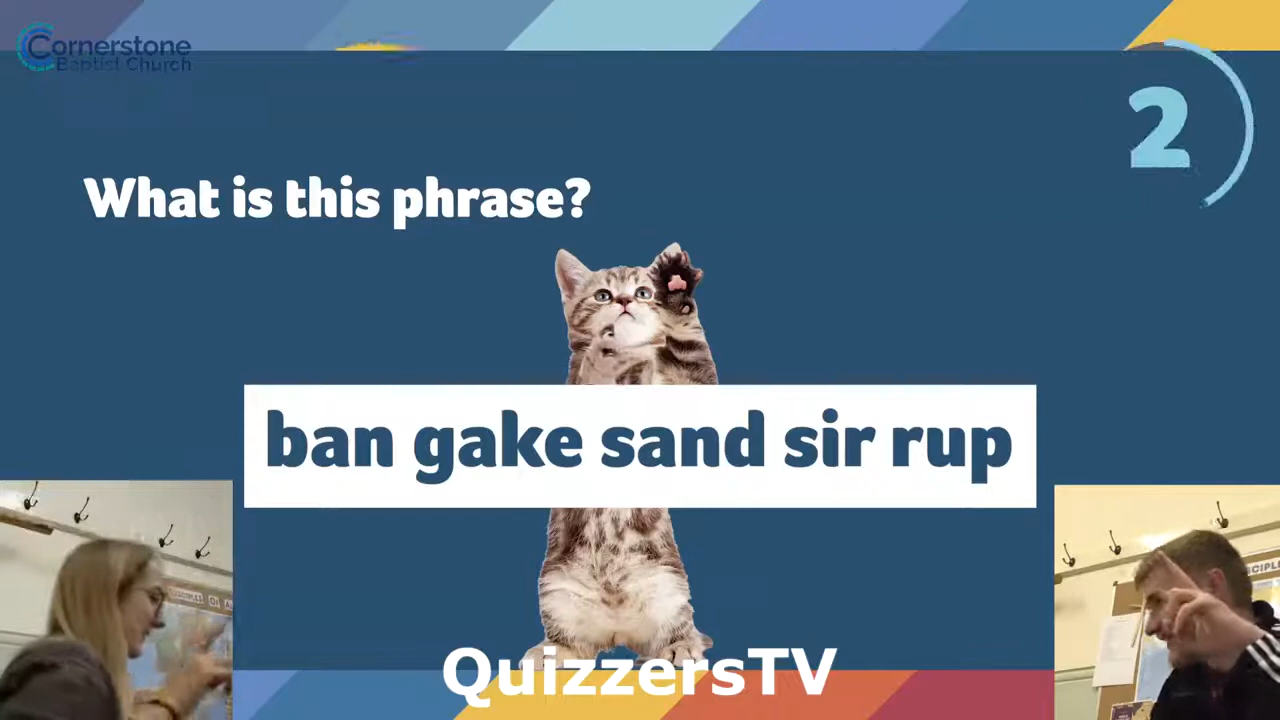 Cornerstone
Baptist Church
2
What is this phrase?
ban gake sand sir rup
QuizzersTV